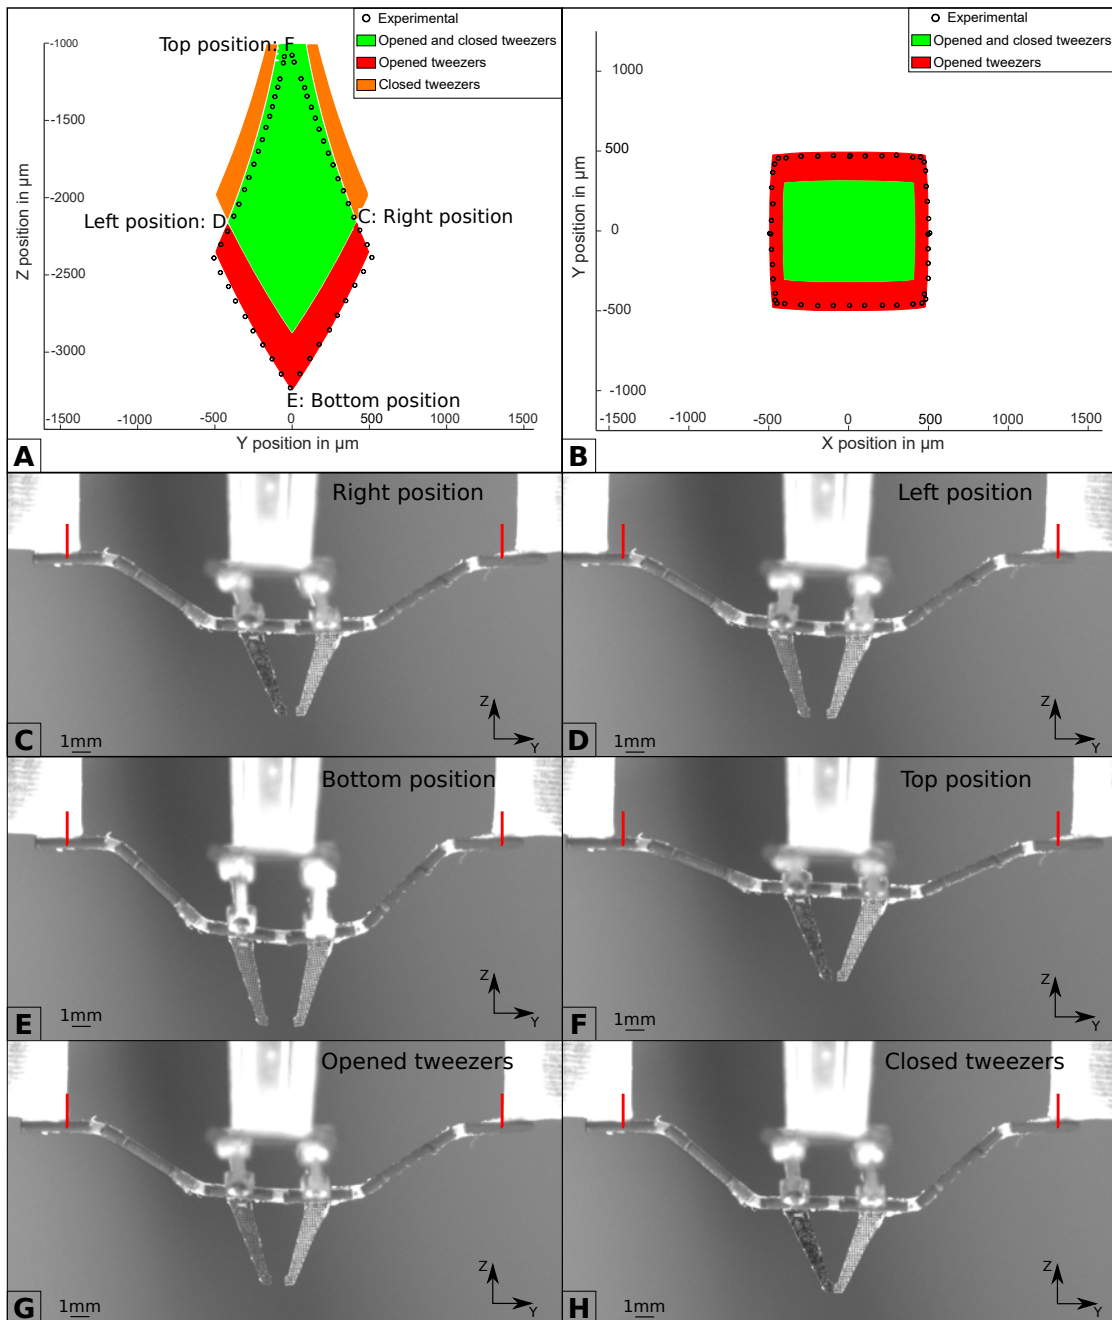 Experimental
Opened and closed tweezers
Opened tweezers
Closed tweezers
Top position: F
Left position: D
C: Right position
E: Bottom position
-1000
-1500
-2000
-2500
-3000
Z position in µm
-1500
-1000
-500
0
500
1000
1500
Y position in µm
A
Experimental
Opened and closed tweezers
Opened tweezers
1000
500
0
-500
-1000
Y position in µm
-1500
-1000
-500
0
500
1000
1500
X position in µm
B
Right position
Z
Y
1mm
C
Left position
Z
Y
1mm
D
Bottom position
Z
Y
1mm
E
Top position
Z
Y
1mm
F
Opened tweezers
Z
Y
1mm
G
Closed tweezers
Z
Y
1mm
H